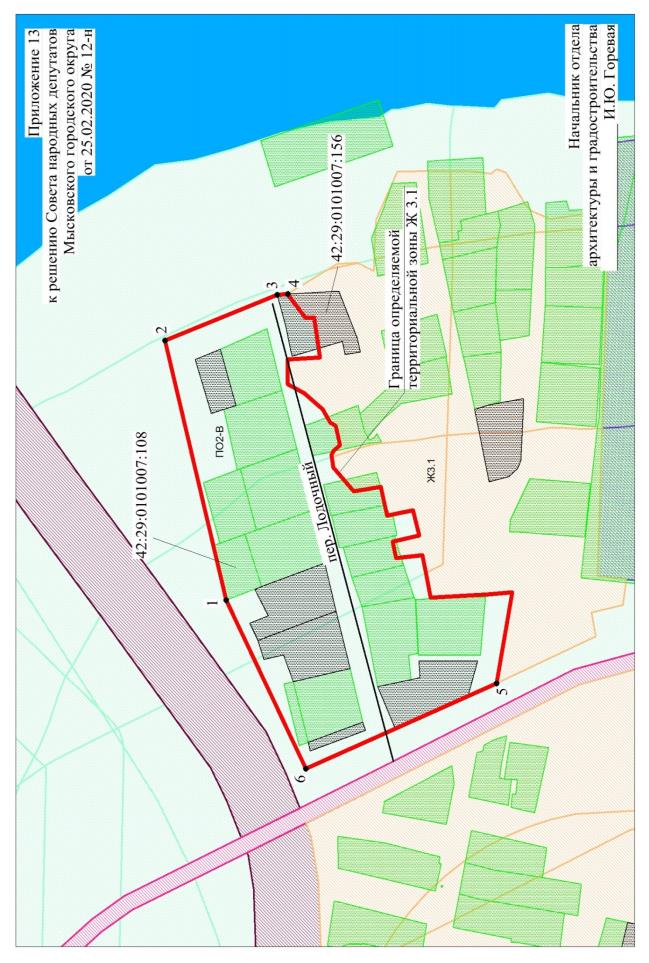 Приложение 13
к решению Совета народных депутатов
Мысковского городского округа
от 25.02.2020 № 12-н
42:29:0101007:156
42:29:0101007:108
2
3
4
1
ПО2-В
пер. Лодочный
Граница определяемой
территориальной зоны Ж 3.1
Ж3.1
6
5
Начальник отдела
архитектуры и градостроительства
И.Ю. Горевая